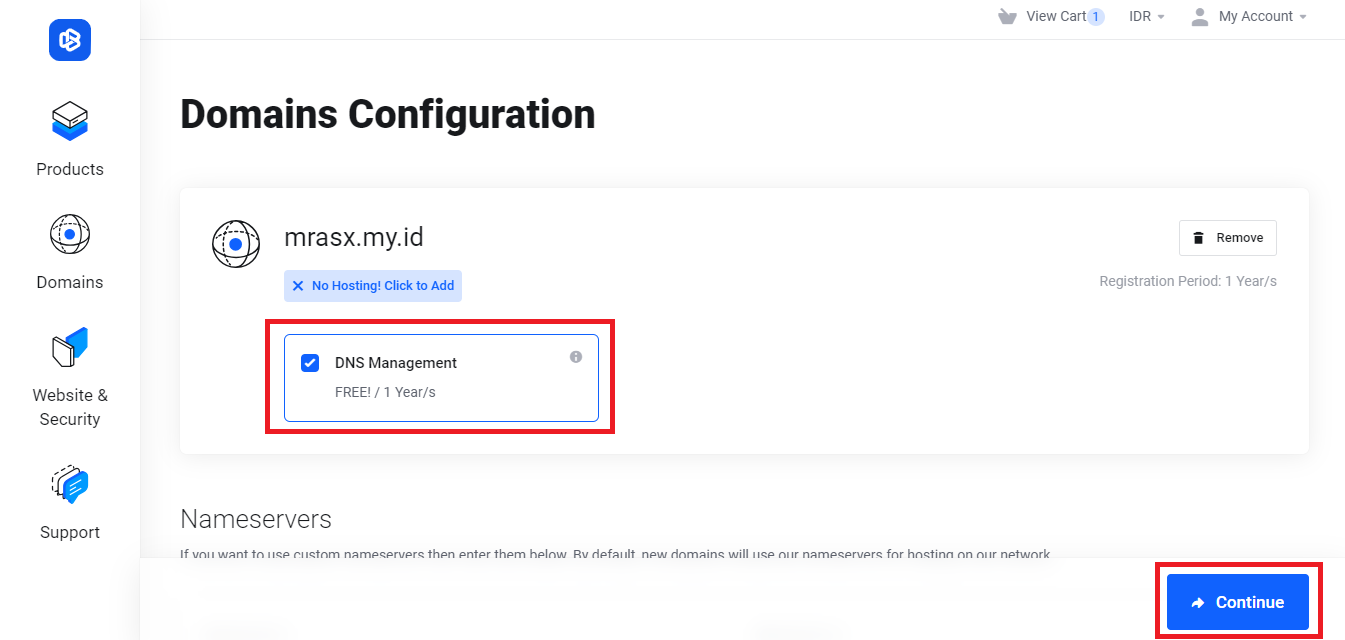 View Cart 1 IDR My Account
Domains Configuration
Products
Domains
Website &
Security
Support
mrasx.my.id
Remove
No Hosting! Click to Add
Registration Period: 1 Year/s
DNS Management
FREE! / 1 Year/s
Nameservers
If you want to use custom nameservers then enter them below. By default, new domains will use our nameservers for hosting on our network
Continue